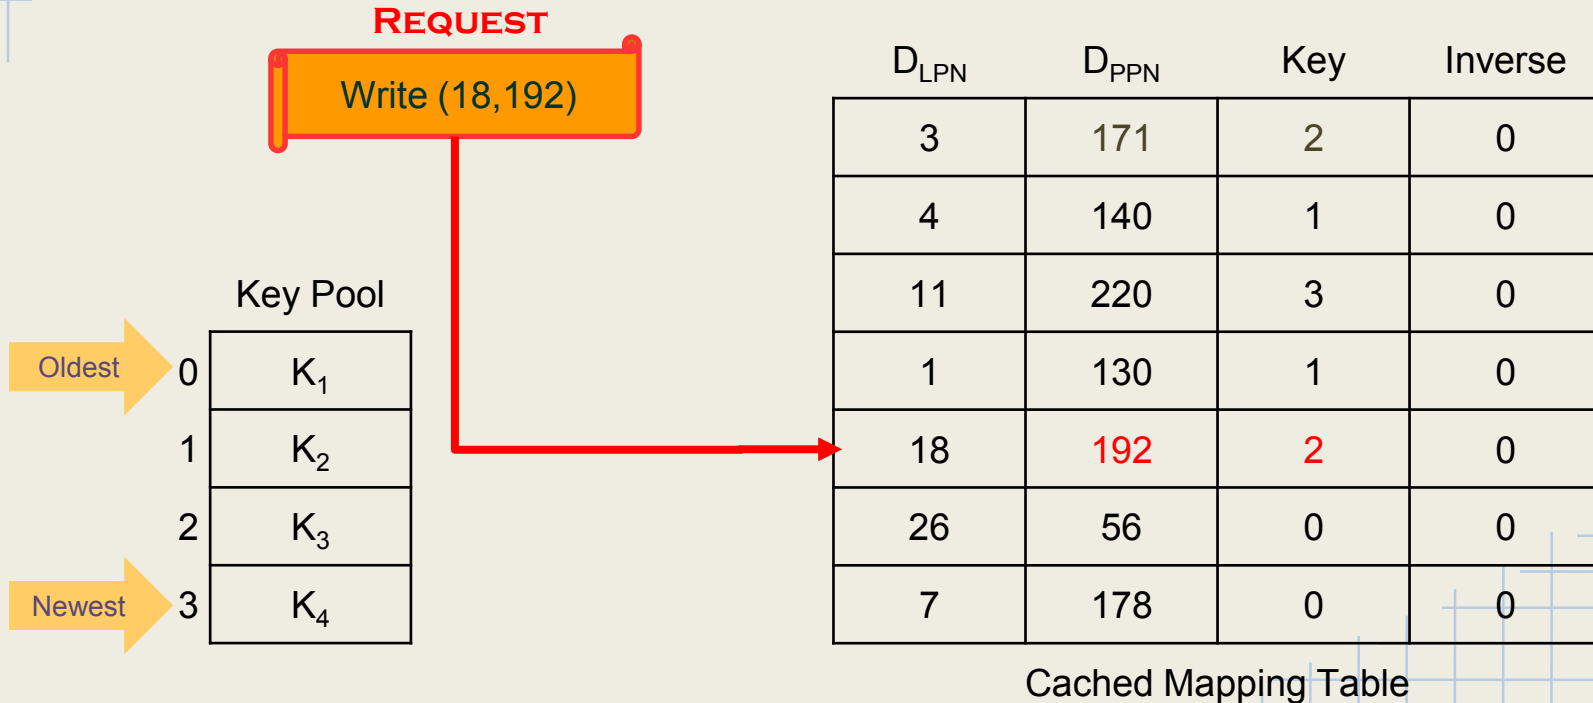 REQUEST
Write (18,192)
Key Pool
Oldest
0 K1
1 K2
2 K3
Newest
3 K4
DLPN DPPN Key Inverse
3 171 2 0
4 140 1 0
11 220 3 0
1 130 1 0
18 192 2 0
26 56 0 0
7 178 0 0
Cached Mapping Table